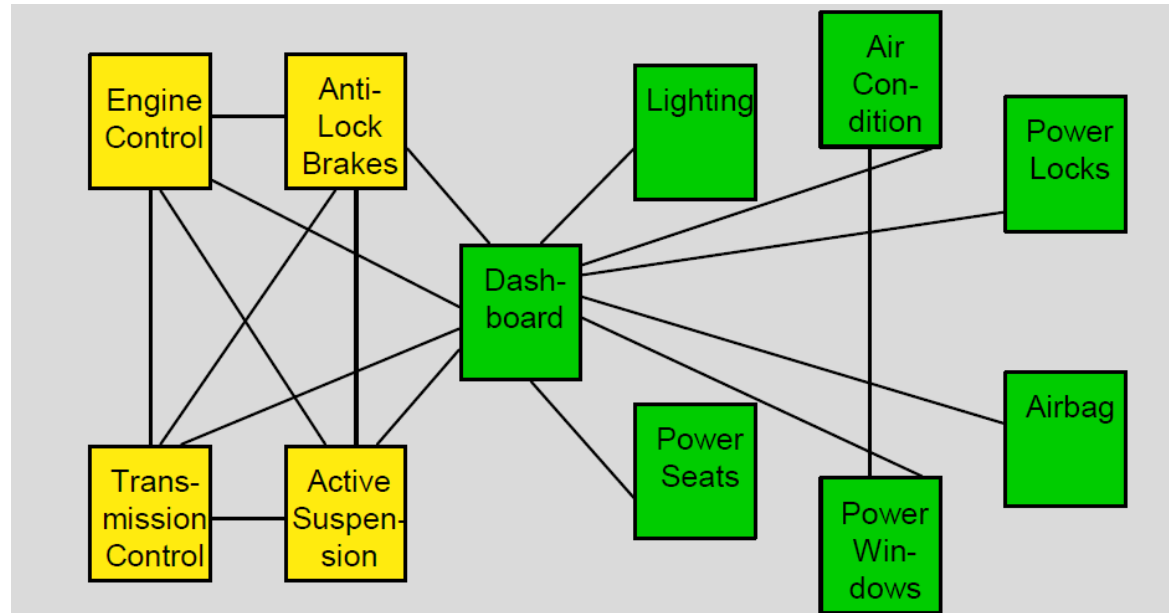 Engine
Control
Anti-
Lock
Brakes
Lighting
Air
Con-
dition
Power
Locks
Dash-
board
Trans-
mission
Control
Active
Suspen-
sion
Power
Seats
Power
Win-
dows
Airbag